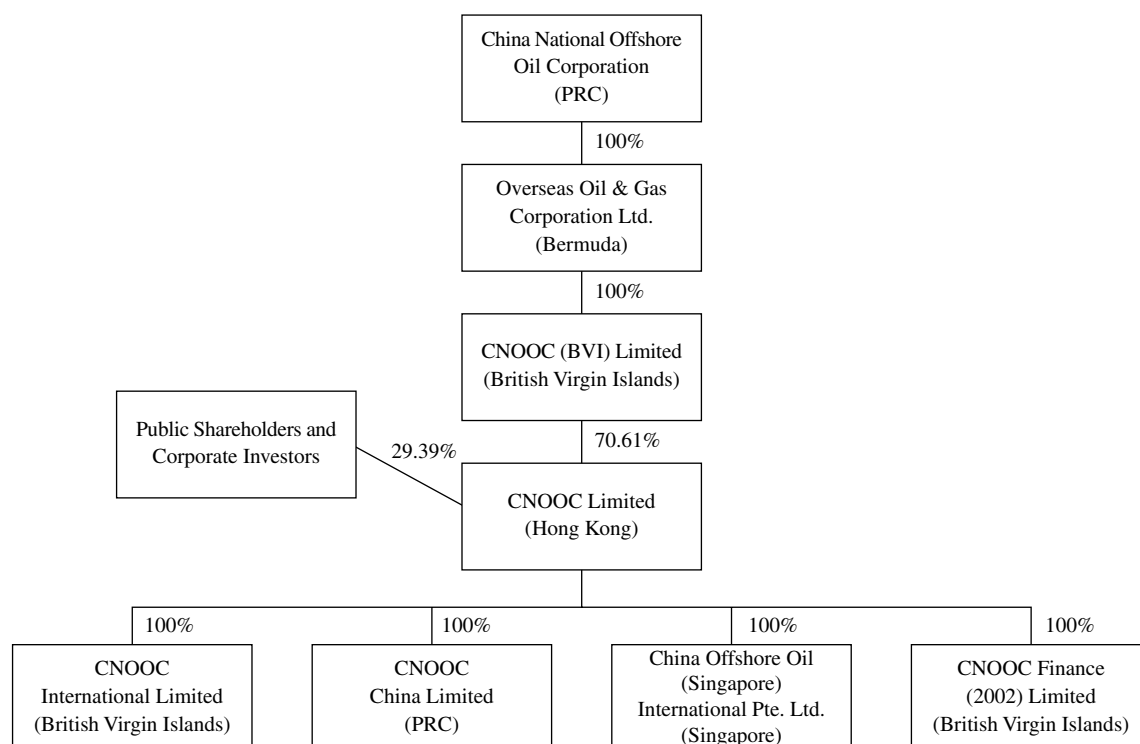 China National Offshore
Oil Corporation
(PRC)
100%
Overseas Oil & Gas
Corporation Ltd.
(Bermuda)
100%
CNOOC (BVI) Limited
(British Virgin Islands)
Public Shareholders and
Corporate Investors
29.39%
70.61%
CNOOC Limited
(Hong Kong)
100%
100%
100%
100%
CNOOC
International Limited
(British Virgin Islands)
CNOOC
China Limited
(PRC)
China Offshore Oil
(Singapore)
International Pte. Ltd.
(Singapore)
CNOOC Finance
(2002) Limited
(British Virgin Islands)